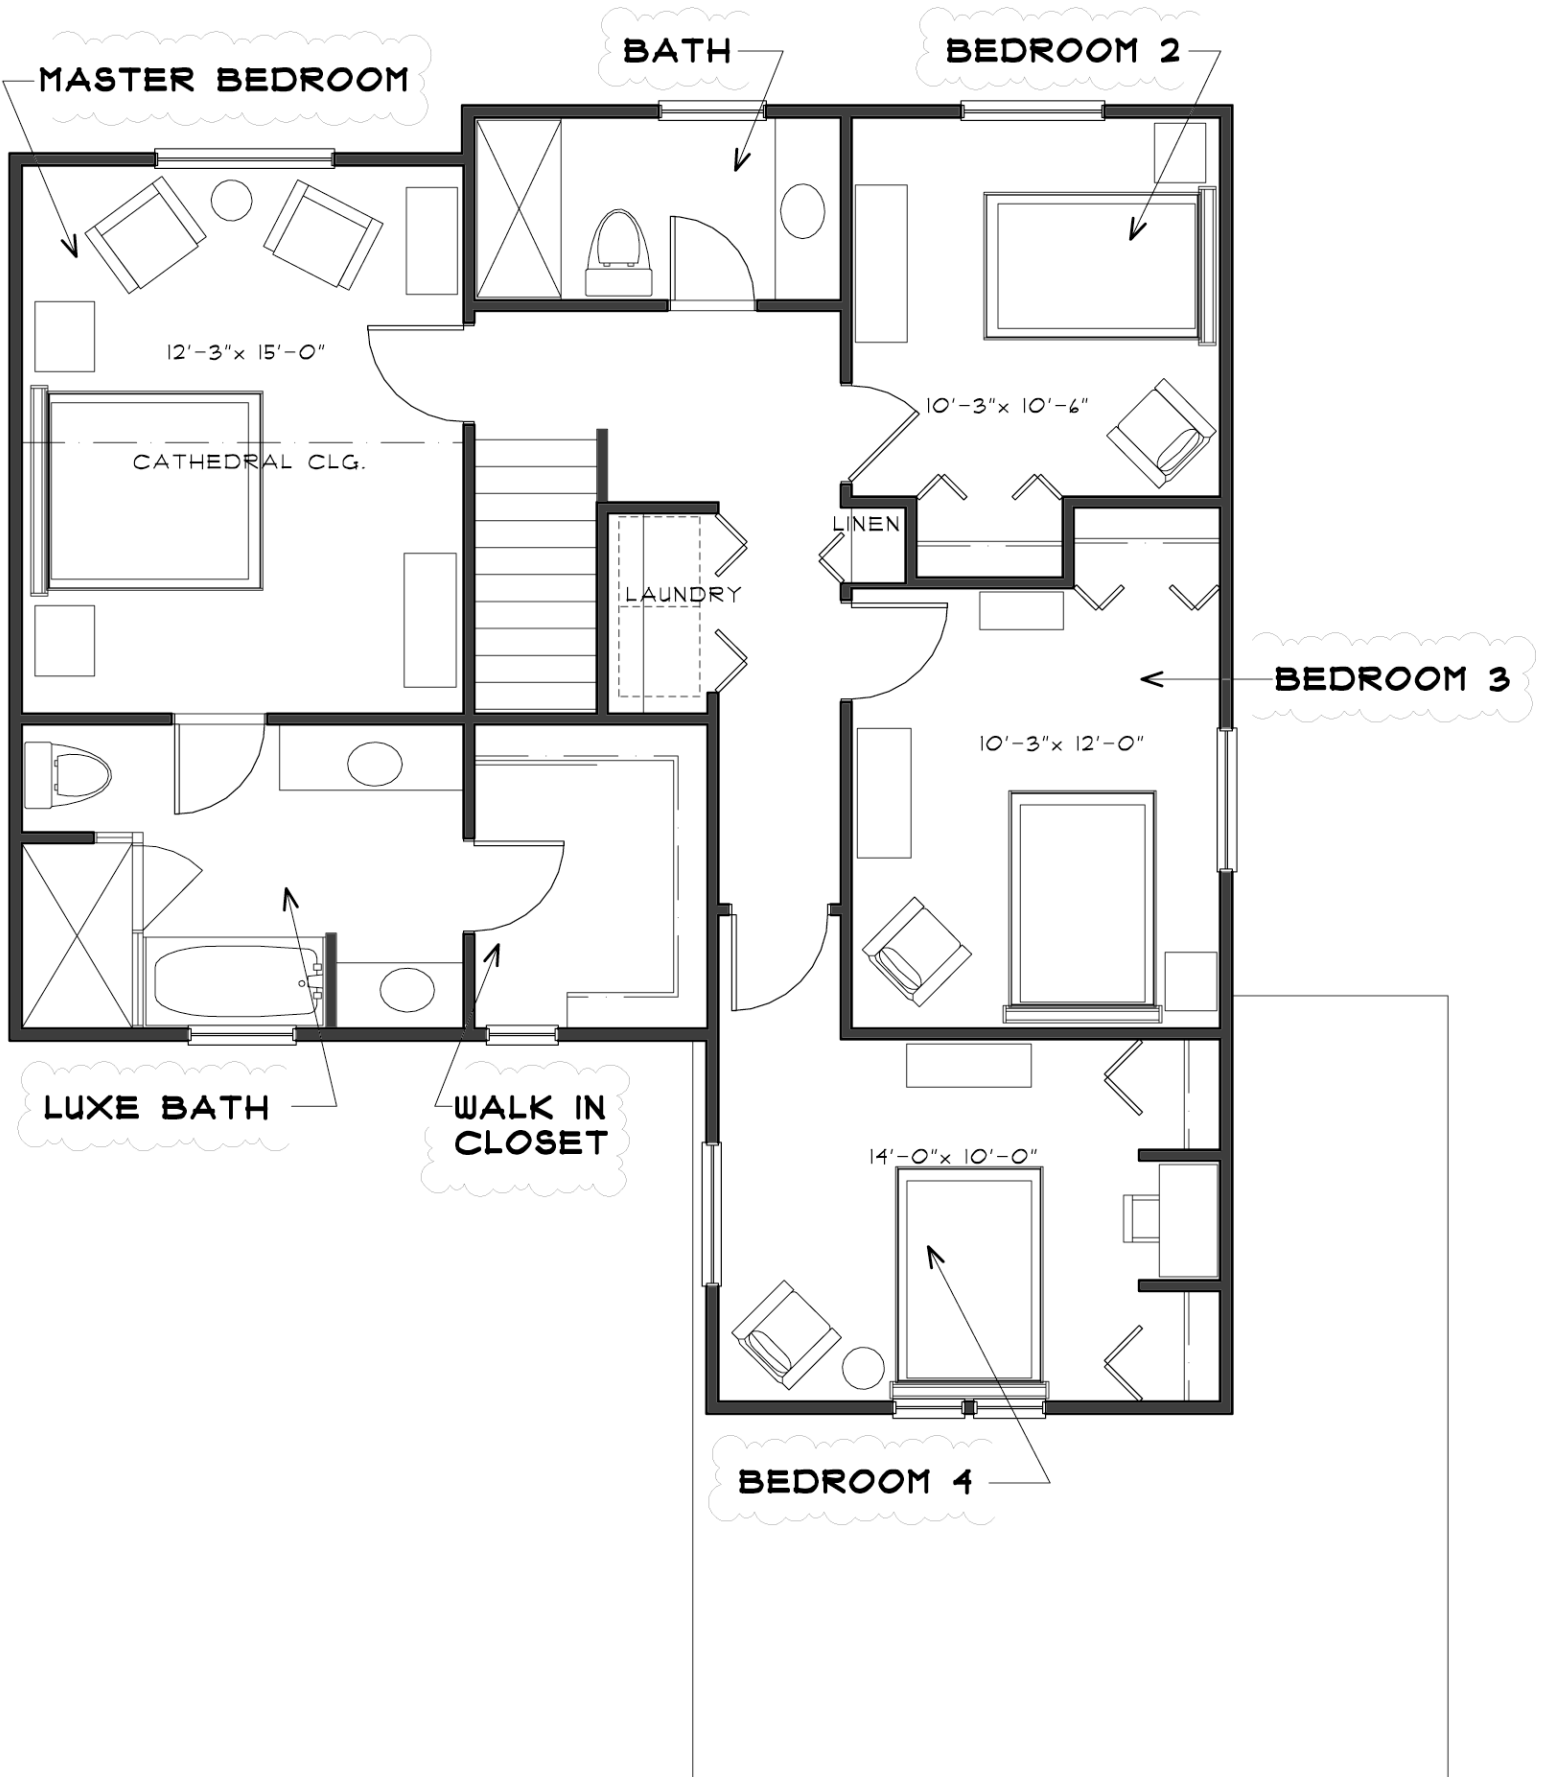 BATH
BEDROOM 2
MASTER BEDROOM
12'-3"x 15'-0"
10'-3"x 10'-6"
CATHEDRAL CLG.
LINEN
LAUNDRY
BEDROOM 3
10'-3"x 12'-0"
LUXE BATH
WALK IN
CLOSET
14'-0"x 10'-0"
BEDROOM 4